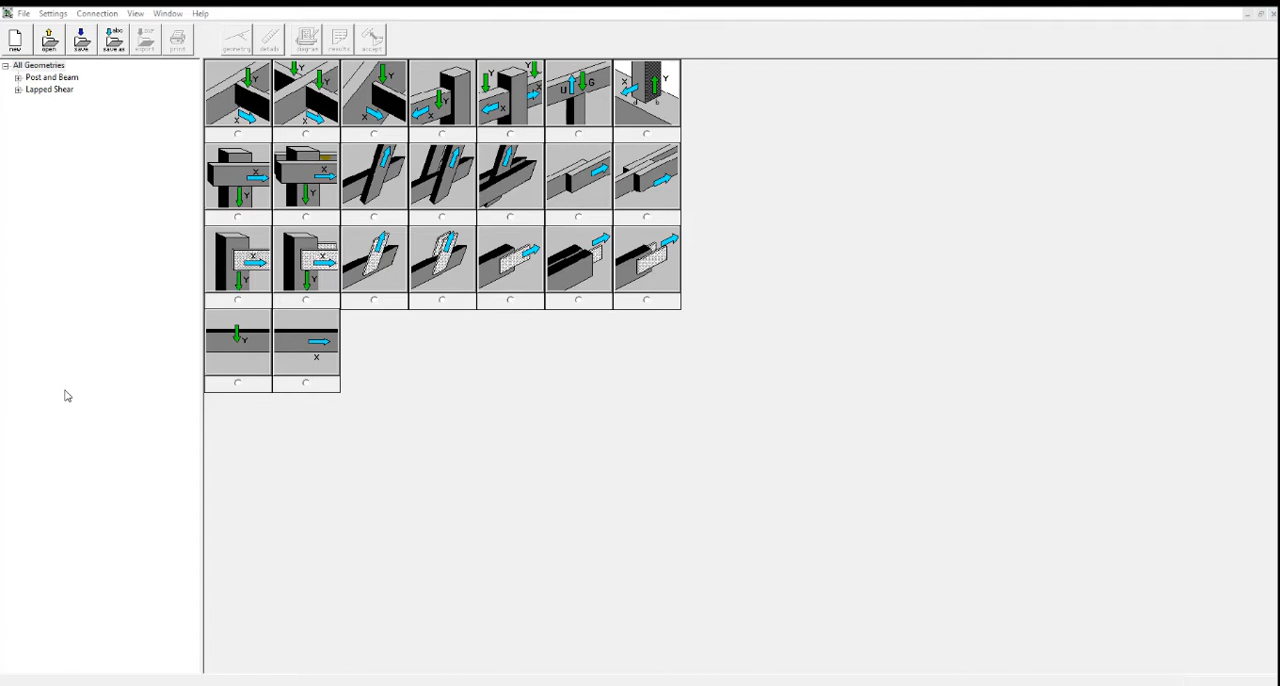 File Settings Connection View Window Help
new open save abc save as export print geometry details diagram results accept
All Geometries
Post and Beam
Lapped Shear
Y Y Y Y Y Y Y U G X Y
X X X X X X
X X
Y Y
X X
Y Y
Y X